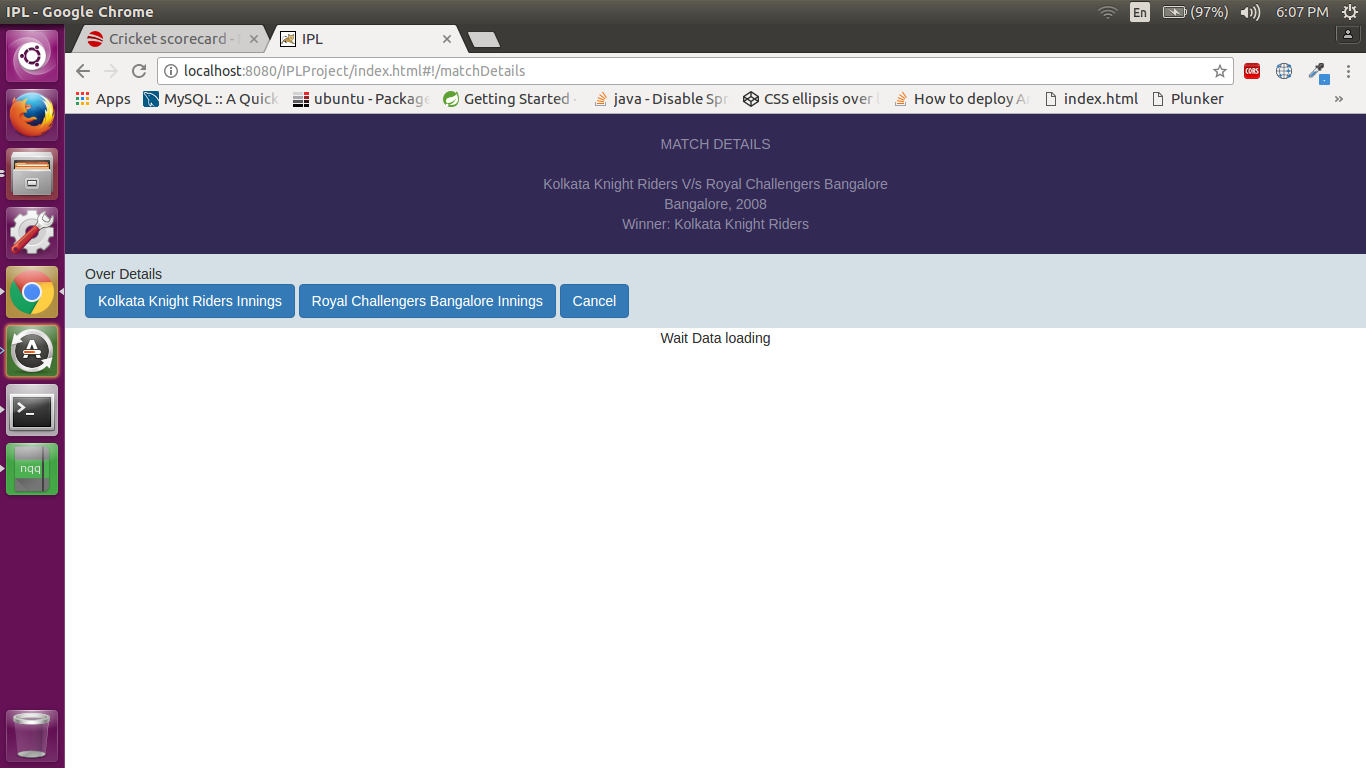 IPL - Google Chrome
En
(97%)
6:07 PM
Cricket scorecard -
IPL
localhost:8080/IPLProject/index.html#!/matchDetails
CORS
Apps
MySQL :: A Quick
ubuntu - Package
Getting Started -
java - Disable Spr
CSS ellipsis over
How to deploy
index.html
Plunker
»
MATCH DETAILS
Kolkata Knight Riders V/s Royal Challengers Bangalore
Bangalore, 2008
Winner: Kolkata Knight Riders
Over Details
Kolkata Knight Riders Innings
Royal Challengers Bangalore Innings
Cancel
Wait Data loading
nqq